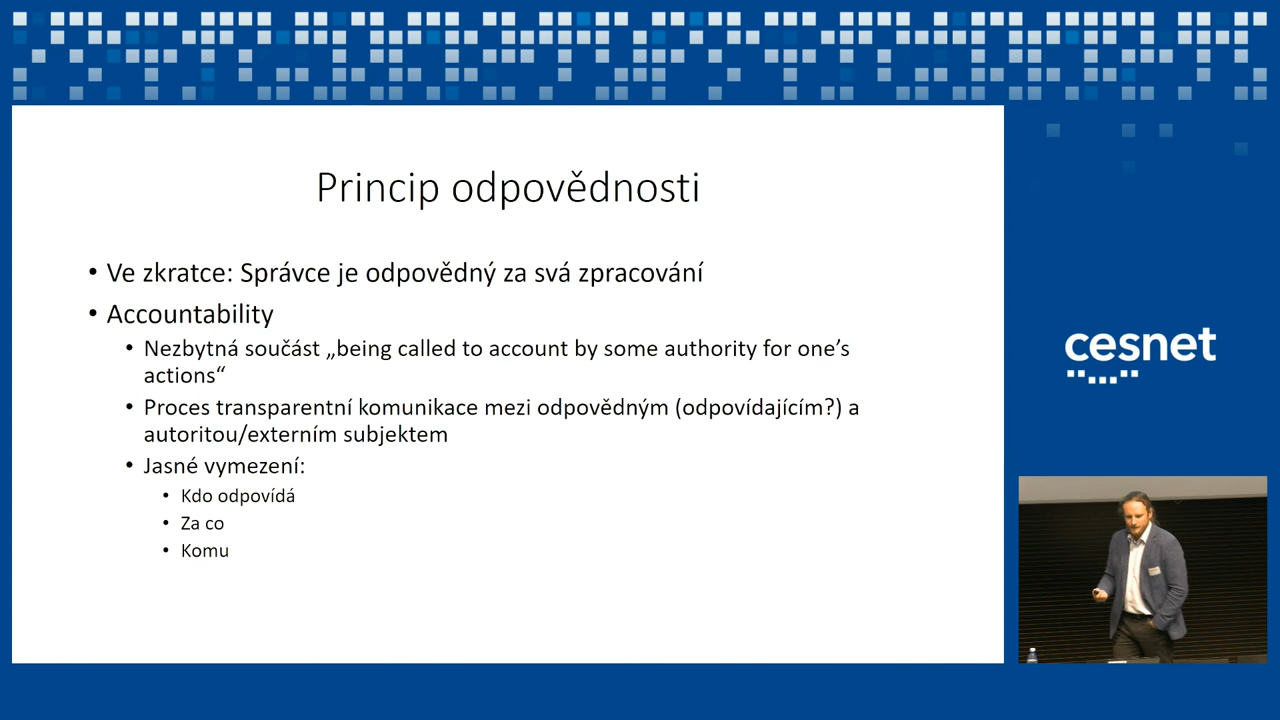 Princip odpovědnosti
• Ve zkratce: Správce je odpovědný za svá zpracování
• Accountability
• Nezbytná součást „being called to account by some authority for one’s
actions“
• Proces transparentní komunikace mezi odpovědným (odpovídajícím?) a
autoritou/externím subjektem
• Jasné vymezení:
• Kdo odpovídá
• Za co
• Komu
cesnet